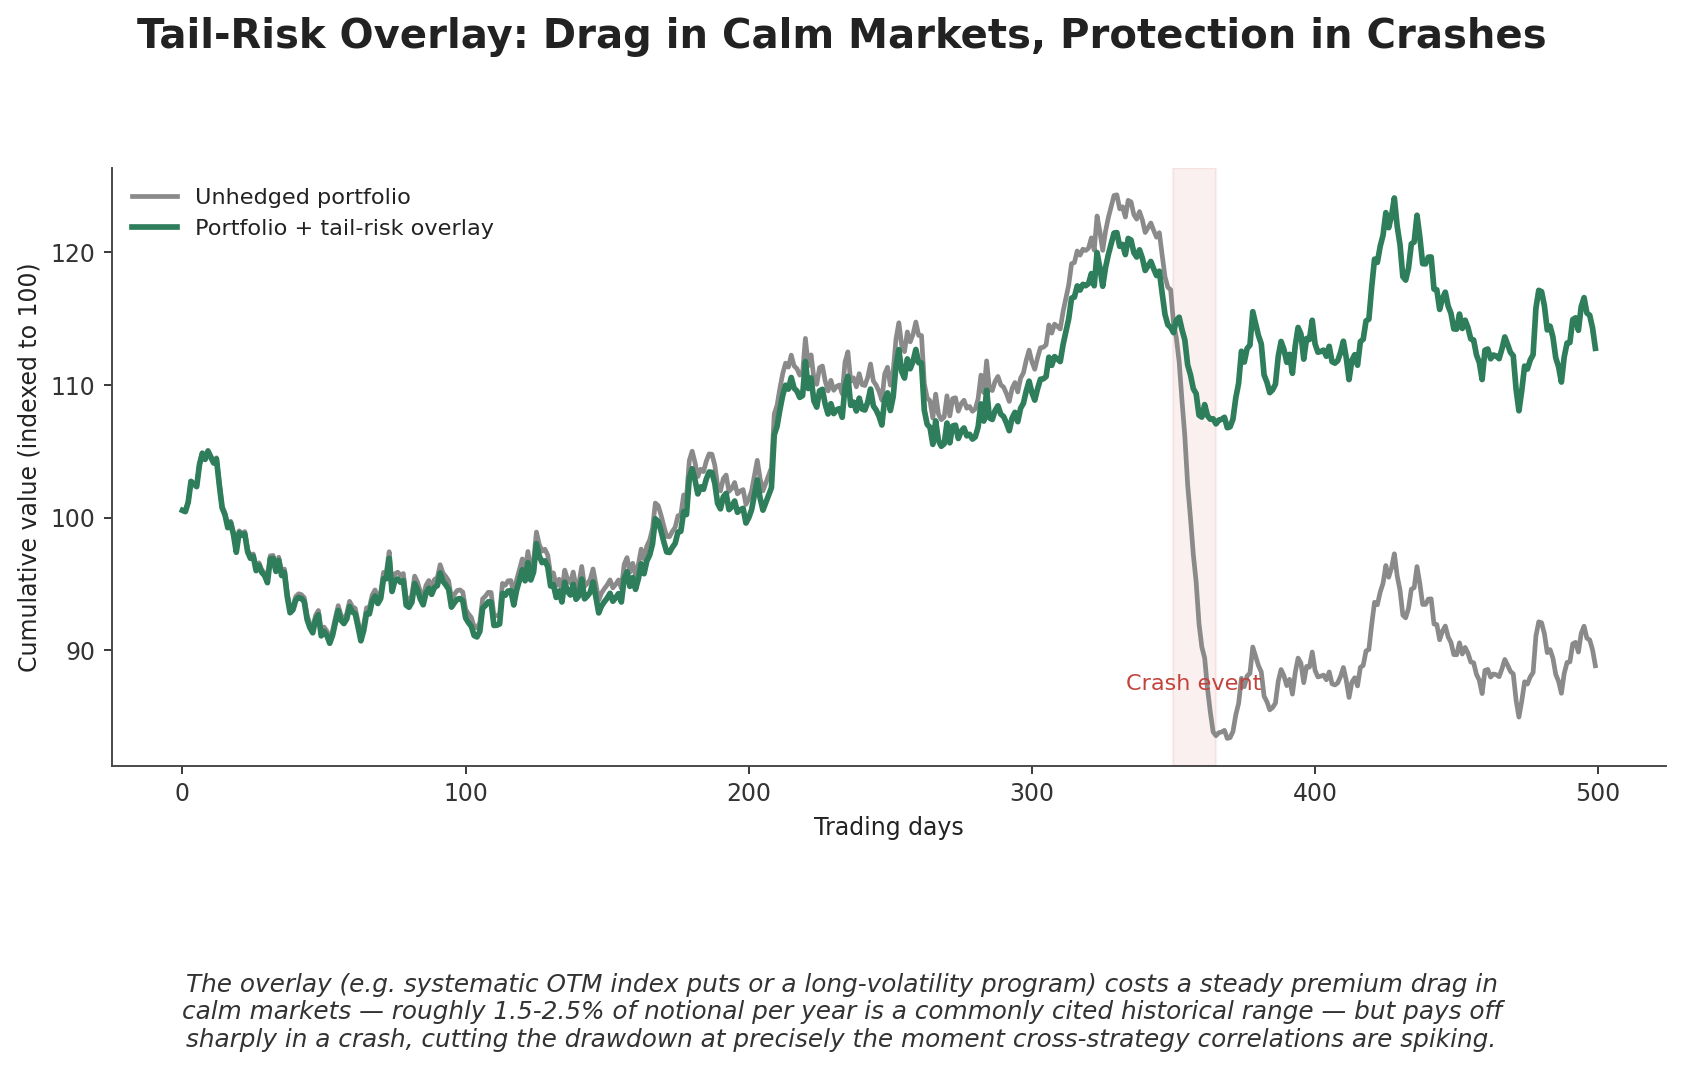 Tail-Risk Overlay: Drag in Calm Markets, Protection in Crashes
Unhedged portfolio
Portfolio + tail-risk overlay
Cumulative value (indexed to 100)
120
110
100
90
Crash event
0
100
200
300
400
500
Trading days
The overlay (e.g. systematic OTM index puts or a long-volatility program) costs a steady premium drag in
calm markets — roughly 1.5-2.5% of notional per year is a commonly cited historical range — but pays off
sharply in a crash, cutting the drawdown at precisely the moment cross-strategy correlations are spiking.